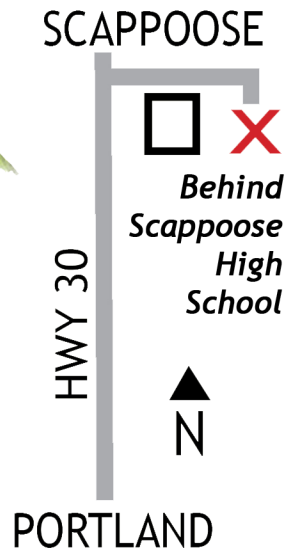 SCAPPOOSE
Behind
Scappoose
High
School
HWY 30
N
PORTLAND